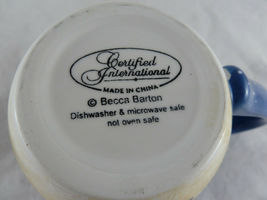 Certified
International
MADE IN CHINA
© Becca Barton
Dishwasher & microwave safe
not oven safe